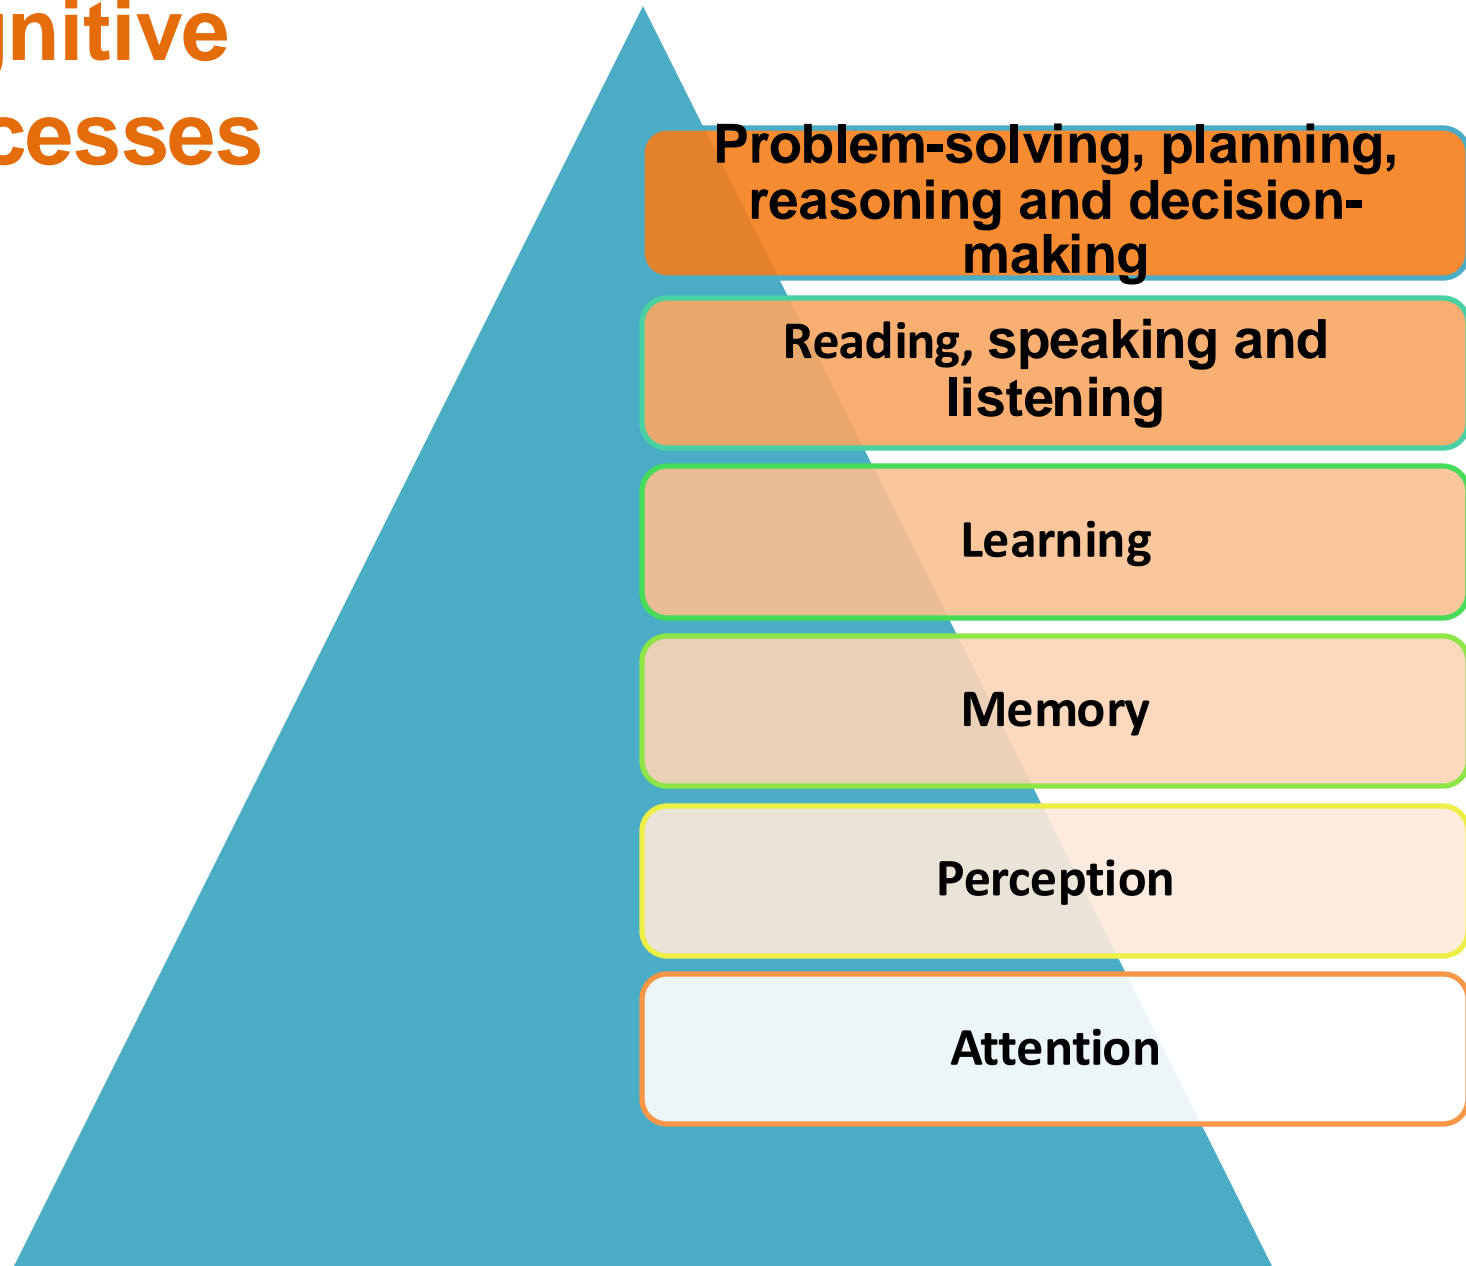 gnitive
cesses
Problem-solving, planning,
reasoning and decision-
making
Reading, speaking and
listening
Learning
Memory
Perception
Attention